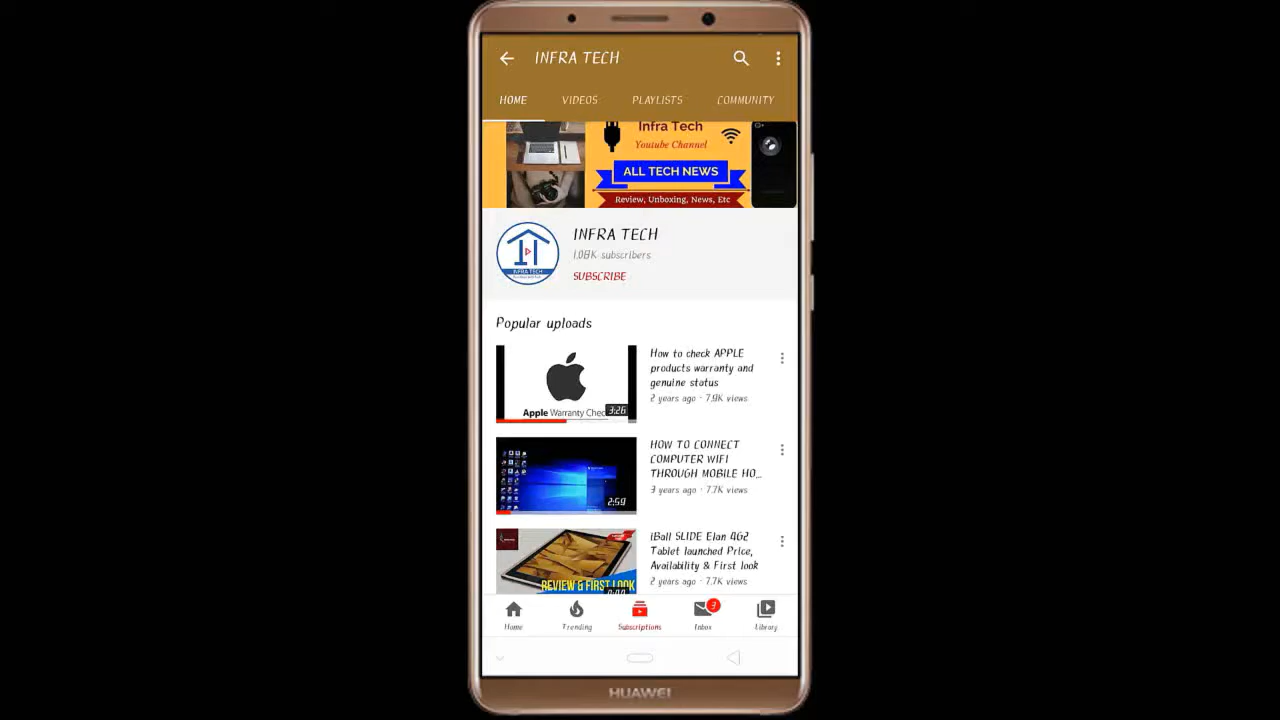 INFRA TECH
HOME VIDEOS PLAYLISTS COMMUNITY
Infra Tech
Youtube Channel
ALL TECH NEWS
Review, Unboxing, News, Etc
INFRA TECH
1.08K subscribers
SUBSCRIBE
INFRA TECH
Popular uploads
How to check APPLE
products warranty and
genuine status
2 years ago · 7.9K views
Apple Warranty Chec
3:26
HOW TO CONNECT
COMPUTER WIFI
THROUGH MOBILE HO...
3 years ago · 7.7K views
2:59
iBall SLIDE Elan 4G2
Tablet launched Price,
Availability & First look
2 years ago · 7.7K views
REVIEW & FIRST LOOK
Home Trending Subscriptions Inbox Library
HUAWEI